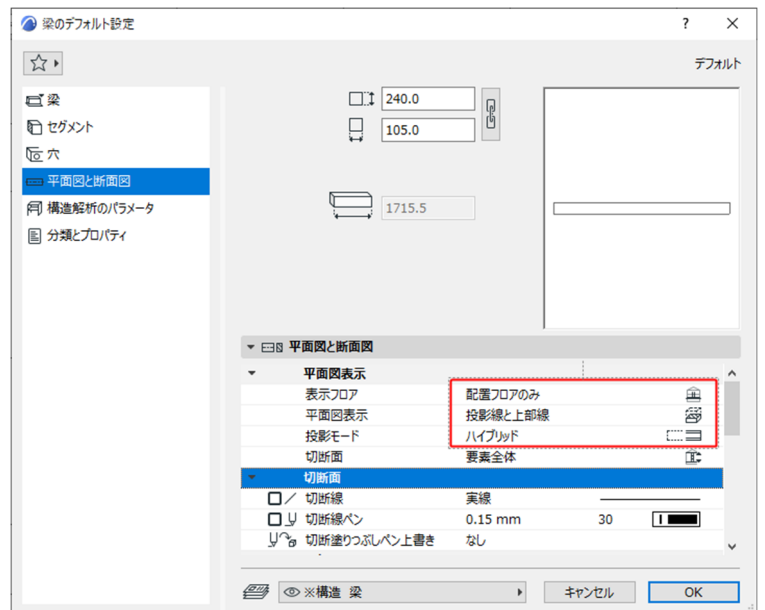 梁のデフォルト設定
?
デフォルト
梁
セグメント
穴
平面図と断面図
構造解析のパラメータ
分類とプロパティ
240.0
105.0
1715.5
平面図と断面図
平面図表示
表示フロア 配置フロアのみ
平面図表示 投影線と上部線
投影モード ハイブリッド
切断面 要素全体
切断面
切断線 実線
切断線ペン 0.15 mm 30
切断塗りつぶしペン上書き なし
※構造 梁
キャンセル
OK